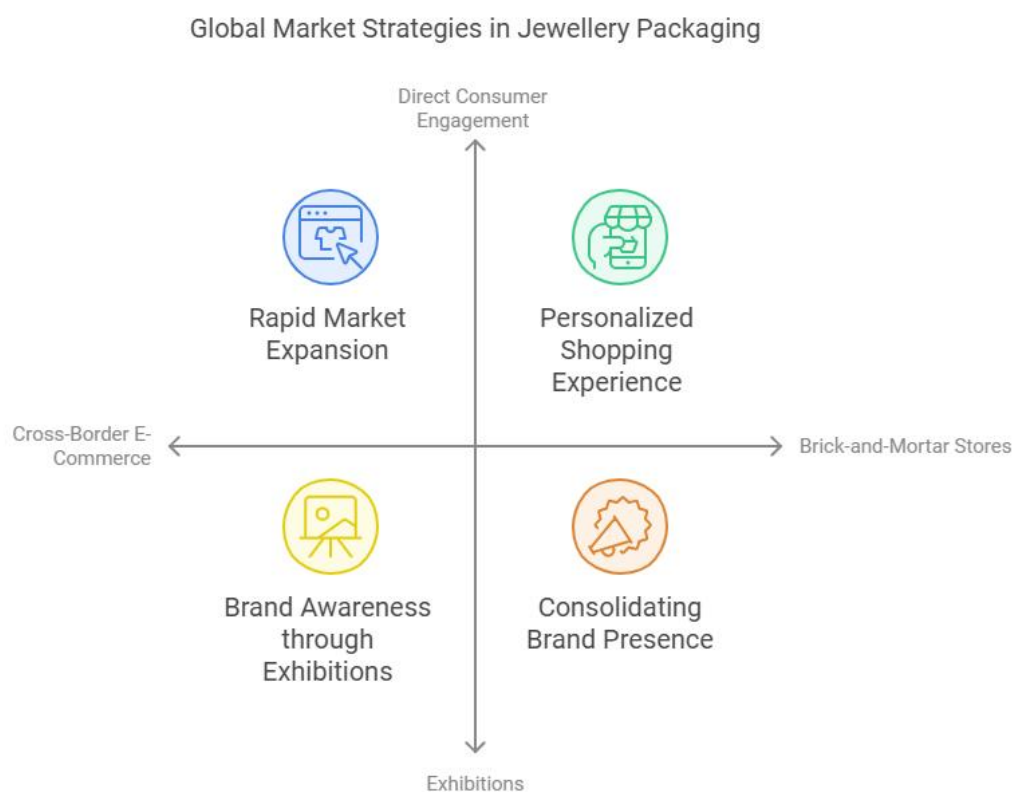 Global Market Strategies in Jewellery Packaging
Direct Consumer
Engagement
Rapid Market
Expansion
Personalized
Shopping
Experience
Cross-Border E-
Commerce
Brick-and-Mortar Stores
Brand Awareness
through
Exhibitions
Consolidating
Brand Presence
Exhibitions